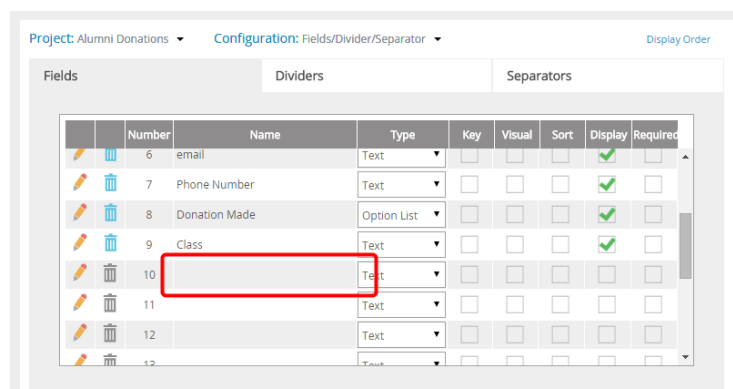 Project: Alumni Donations Configuration: Fields/Divider/Separator Display Order
Fields Dividers Separators
Number Name Type Key Visual Sort Display Required
6 email Text
7 Phone Number Text
8 Donation Made Option List
9 Class Text
10 Text
11 Text
12 Text
13 Text